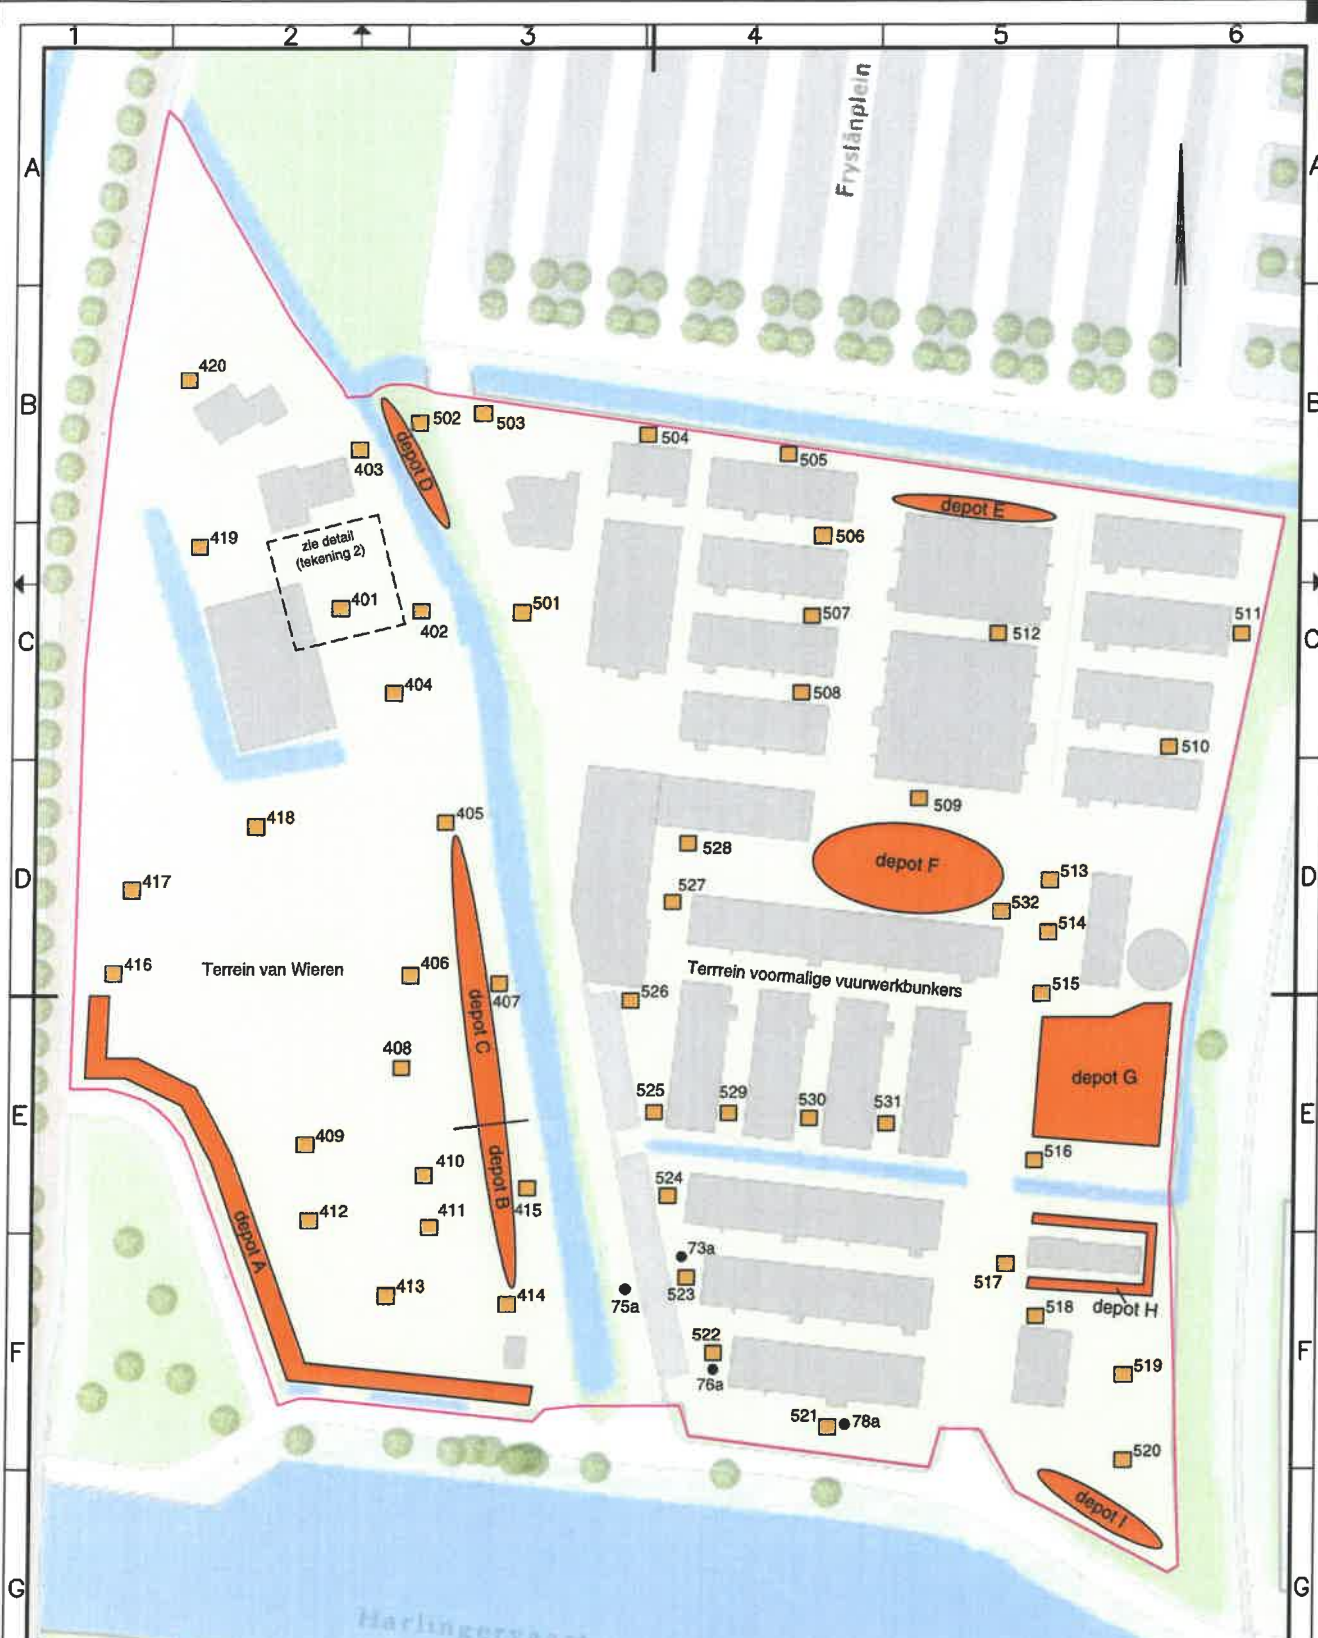 1 2 3 4 5 6
Fryslânplein
A
A
420
B
B
502
503
504
403
depot D
505
depot E
506
419
zie detail
(tekening 2)
401
402
501
507
511
512
C
C
404
508
510
509
405
418
528
depot F
513
D
D
417
527
532
514
416
Terrein van Wieren
406
Terrrein voormalige vuurwerkbunkers
407
526
515
depot C
408
depot G
525
529
530
531
E
E
409
410
depot B
516
524
412
411
415
depot A
73a
517
413
414
75a
523
depot H
518
F
F
522
76a
519
521
78a
520
depot I
G
G
Harlingervaart